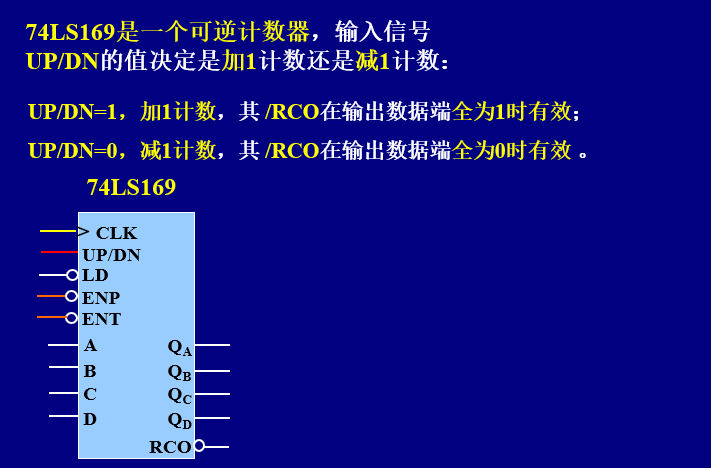 74LS169是一个可逆计数器，输入信号
UP/DN的值决定是加1计数还是减1计数：
UP/DN=1，加1计数，其 /RCO在输出数据端全为1时有效；
UP/DN=0，减1计数，其 /RCO在输出数据端全为0时有效 。
74LS169
> CLK
UP/DN
LD
ENP
ENT
A QA
B QB
C QC
D QD
RCO